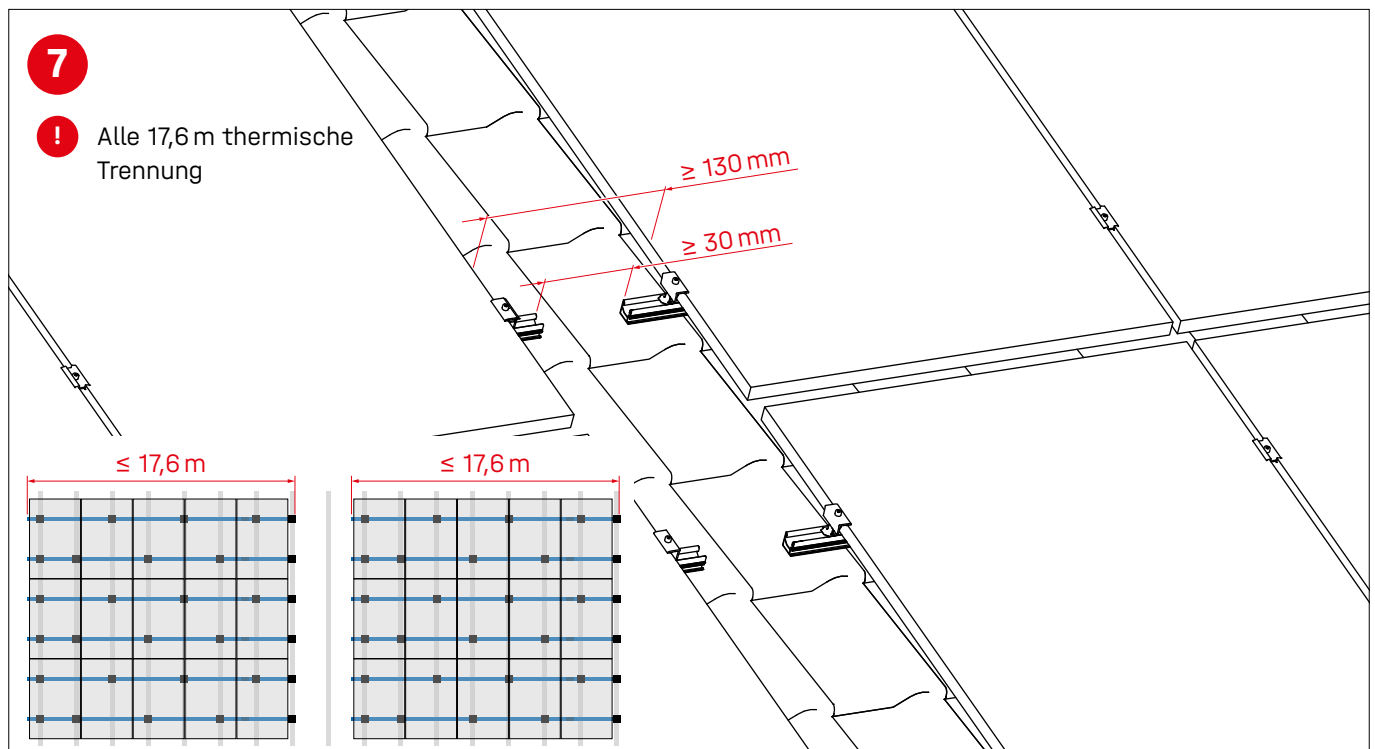 7
! Alle 17,6 m thermische
Trennung
≥ 130 mm
≥ 30 mm
≤ 17,6 m
≤ 17,6 m